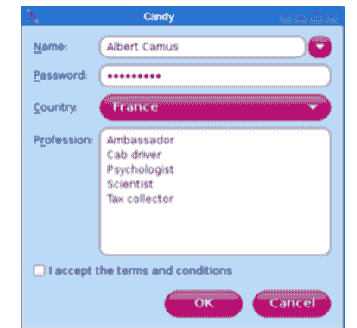 Candy
Name: Albert Camus
Password: •••••••••
Country: France
Profession: Ambassador
Cab driver
Psychologist
Scientist
Tax collector
I accept the terms and conditions
OK Cancel